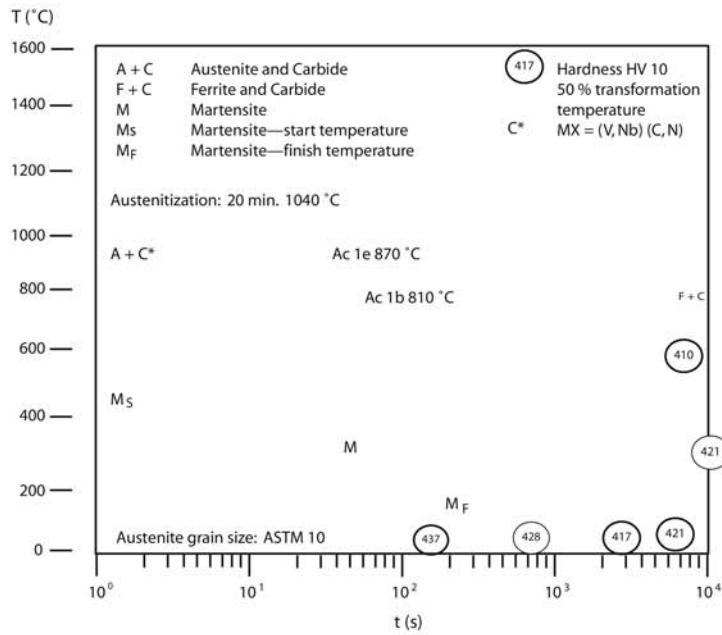 T (˚C)
1600
1400
1200
1000
800
600
400
200
0
A + C Austenite and Carbide
F + C Ferrite and Carbide
M Martensite
Ms Martensite—start temperature
MF Martensite—finish temperature
417 Hardness HV 10
50 % transformation
temperature
C* MX = (V, Nb) (C, N)
Austenitization: 20 min. 1040 ˚C
A + C* Ac 1e 870 ˚C
Ac 1b 810 ˚C F + C
410
MS
M 421
MF
Austenite grain size: ASTM 10 437 428 417 421
10⁰ 10¹ 10² 10³ 10⁴
t (s)